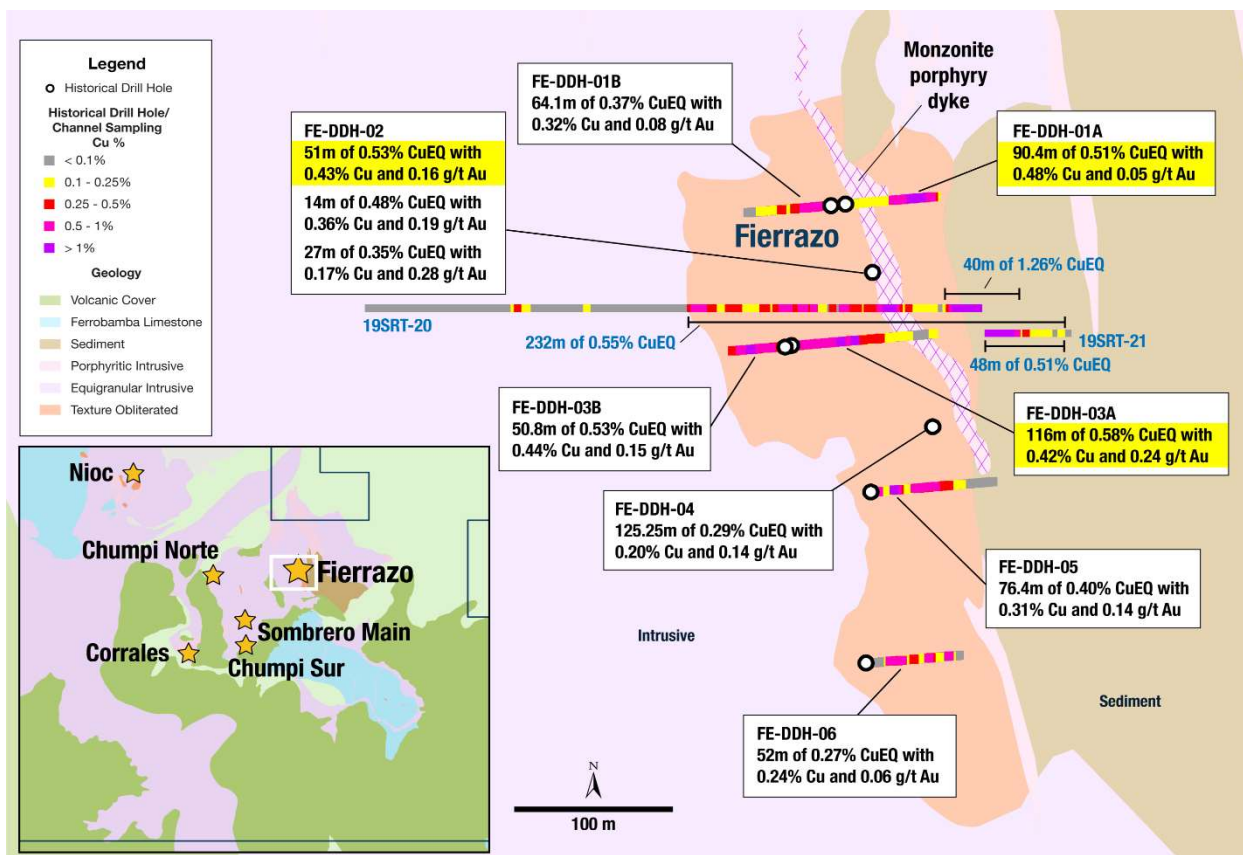 Legend
Historical Drill Hole
Historical Drill Hole/
Channel Sampling
Cu %
< 0.1%
0.1 - 0.25%
0.25 - 0.5%
0.5 - 1%
> 1%
Geology
Volcanic Cover
Ferrobamba Limestone
Sediment
Porphyritic Intrusive
Equigranular Intrusive
Texture Obliterated
FE-DDH-01B
64.1m of 0.37% CuEQ with
0.32% Cu and 0.08 g/t Au
Monzonite
porphyry
dyke
FE-DDH-02
51m of 0.53% CuEQ with
0.43% Cu and 0.16 g/t Au
14m of 0.48% CuEQ with
0.36% Cu and 0.19 g/t Au
27m of 0.35% CuEQ with
0.17% Cu and 0.28 g/t Au
FE-DDH-01A
90.4m of 0.51% CuEQ with
0.48% Cu and 0.05 g/t Au
Fierrazo
40m of 1.26% CuEQ
19SRT-20
232m of 0.55% CuEQ
19SRT-21
48m of 0.51% CuEQ
FE-DDH-03B
50.8m of 0.53% CuEQ with
0.44% Cu and 0.15 g/t Au
FE-DDH-03A
116m of 0.58% CuEQ with
0.42% Cu and 0.24 g/t Au
FE-DDH-04
125.25m of 0.29% CuEQ with
0.20% Cu and 0.14 g/t Au
FE-DDH-05
76.4m of 0.40% CuEQ with
0.31% Cu and 0.14 g/t Au
Intrusive
Sediment
FE-DDH-06
52m of 0.27% CuEQ with
0.24% Cu and 0.06 g/t Au
N
100 m
Nioc
Chumpi Norte
Fierrazo
Sombrero Main
Corrales
Chumpi Sur